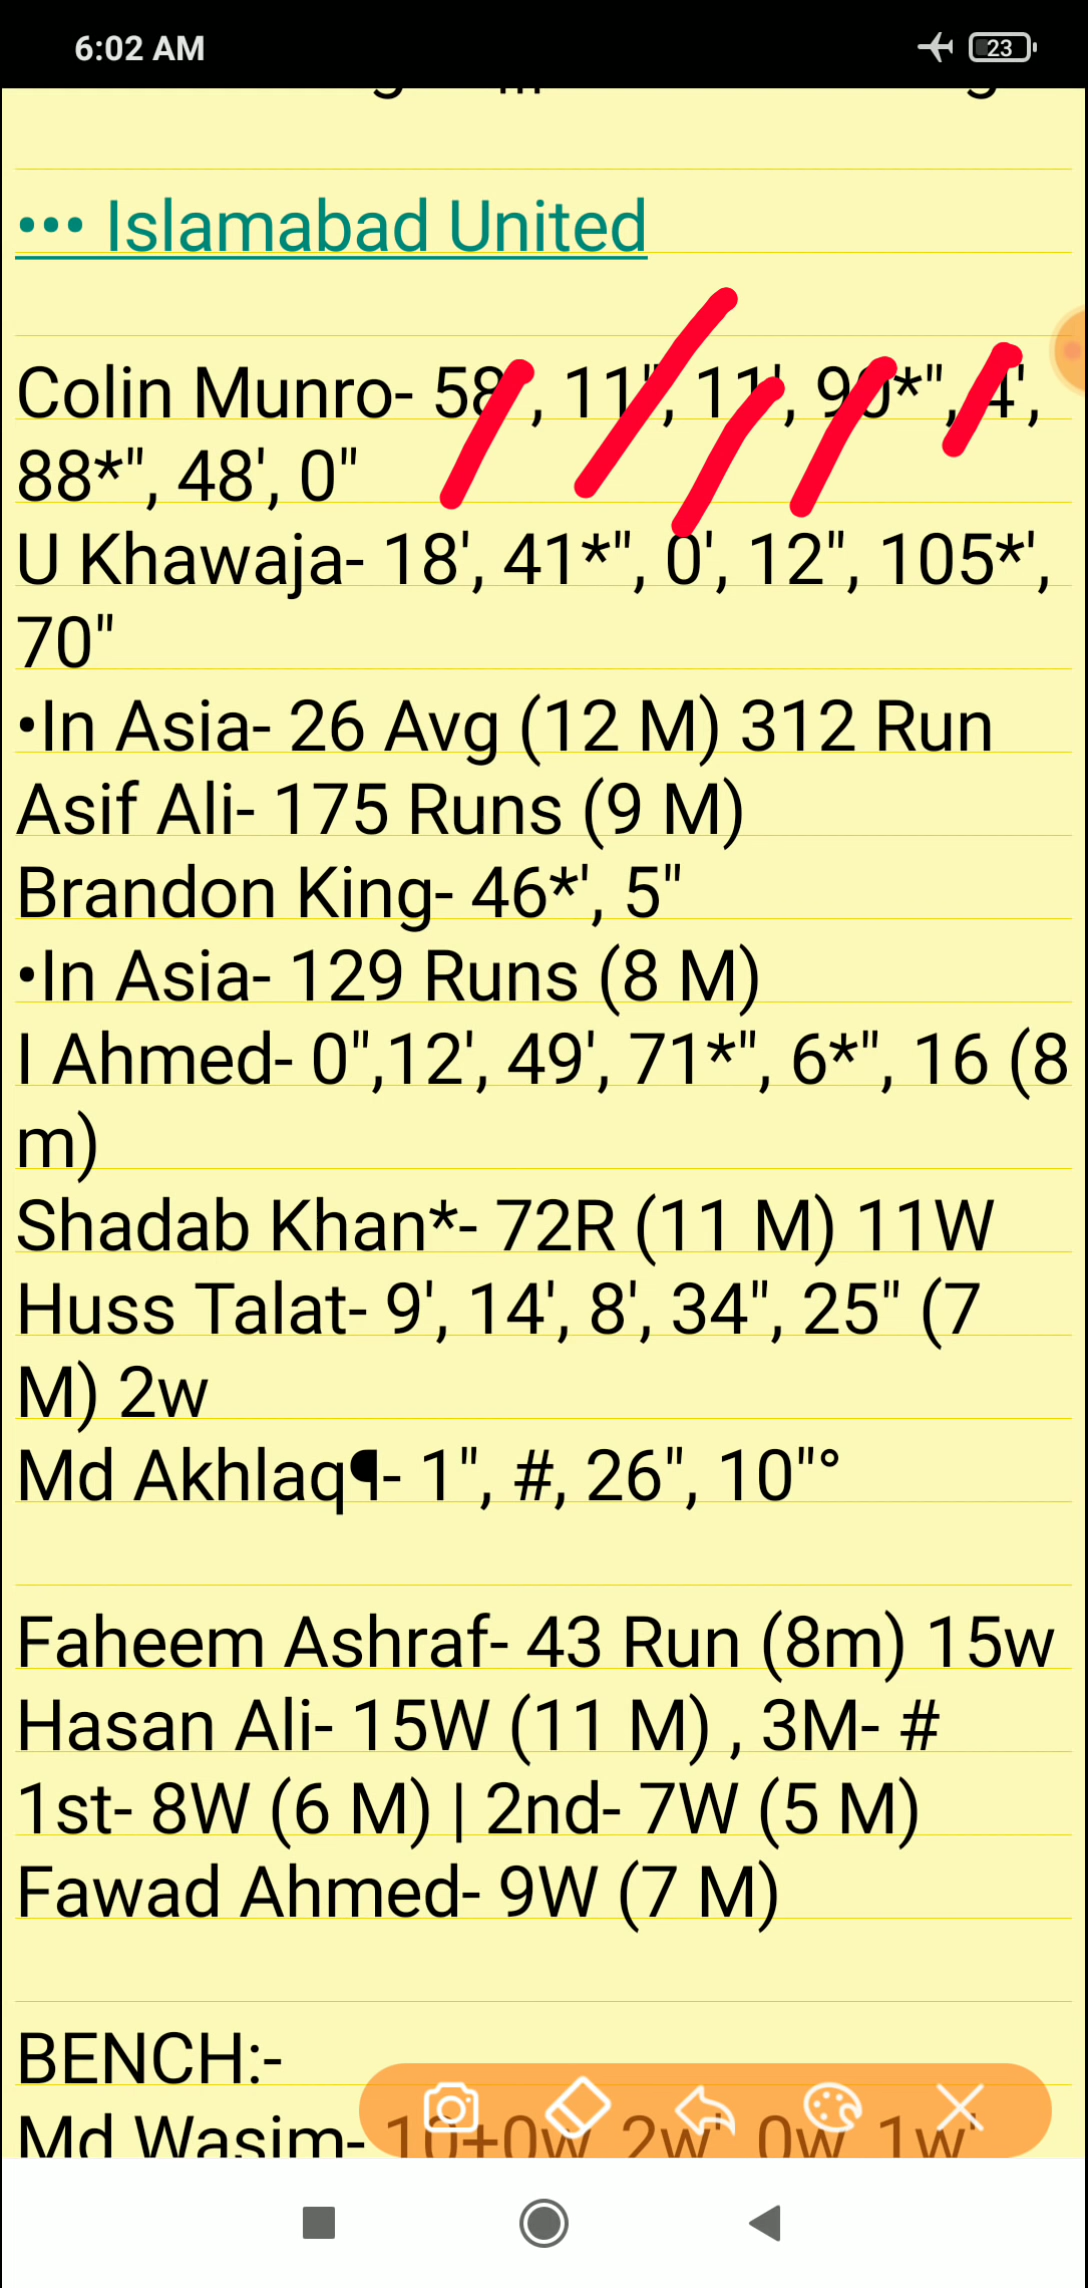 6:02 AM
23
••• Islamabad United
Colin Munro- 58', 11", 11', 90*", 4',
88*", 48', 0"
U Khawaja- 18', 41*", 0', 12", 105*',
70"
•In Asia- 26 Avg (12 M) 312 Run
Asif Ali- 175 Runs (9 M)
Brandon King- 46*', 5"
•In Asia- 129 Runs (8 M)
I Ahmed- 0",12', 49', 71*", 6*", 16 (8
m)
Shadab Khan*- 72R (11 M) 11W
Huss Talat- 9', 14', 8', 34", 25" (7
M) 2w
Md Akhlaq¶- 1", #, 26", 10"°
Faheem Ashraf- 43 Run (8m) 15w
Hasan Ali- 15W (11 M) , 3M- #
1st- 8W (6 M) | 2nd- 7W (5 M)
Fawad Ahmed- 9W (7 M)
BENCH:-
Md Wasim- 10+0w 2w' 0w 1w'